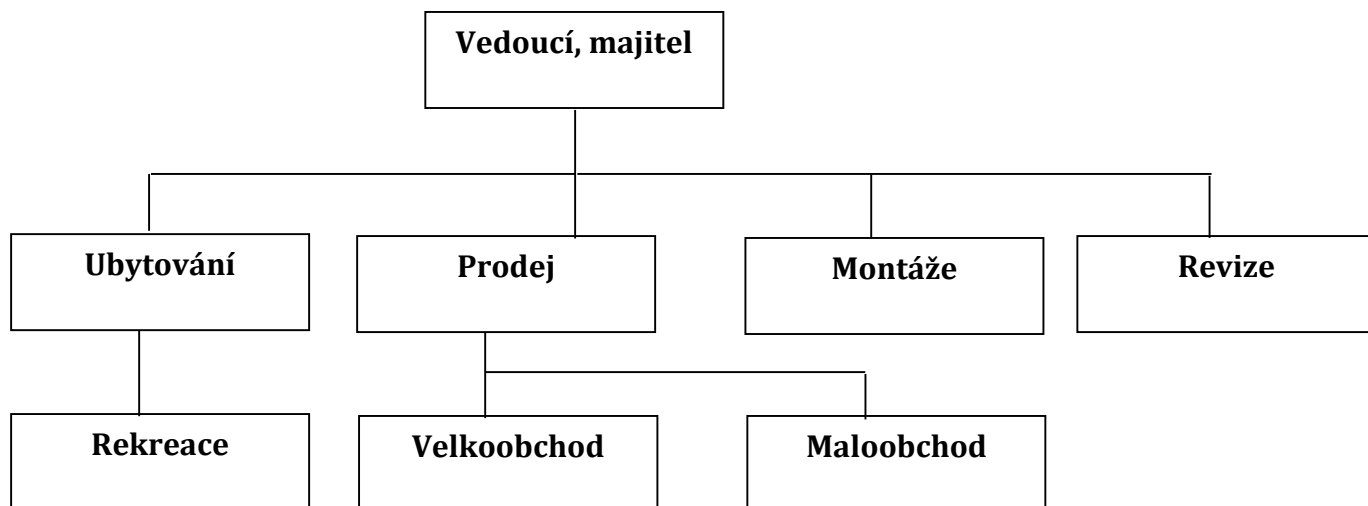 Vedoucí, majitel
Ubytování
Prodej
Montáže
Revize
Rekreace
Velkoobchod
Maloobchod